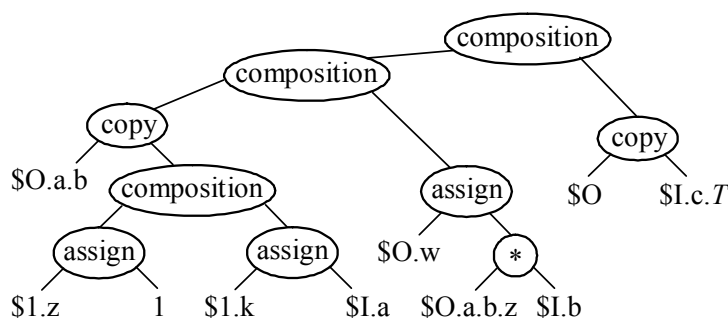 composition
composition
copy
copy
$O.a.b
composition
assign
$O
$I.c.T
assign
assign
$O.w
*
$1.z
1
$1.k
$I.a
$O.a.b.z
$I.b